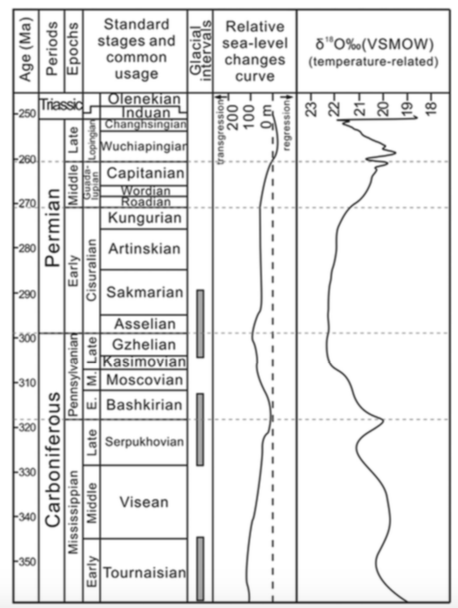 Age (Ma)
Periods
Epochs
Standard
stages and
common
usage
Glacial
intervals
Relative
sea-level
changes
curve
δ¹⁸O‰(VSMOW)
(temperature-related)
transgression
200
100
0 m
regression
23
22
21
20
19
18
-250
-260
-270
-280
-290
-300
-310
-320
-330
-340
-350
Triassic
Permian
Carboniferous
Late
Middle
Early
Pennsylvanian
Mississippian
Lopingian
Guada-
lupian
Cisuralian
Late
M.
E.
Late
Middle
Early
Olenekian
Induan
Changhsingian
Wuchiapingian
Capitanian
Wordian
Roadian
Kungurian
Artinskian
Sakmarian
Asselian
Gzhelian
Kasimovian
Moscovian
Bashkirian
Serpukhovian
Visean
Tournaisian